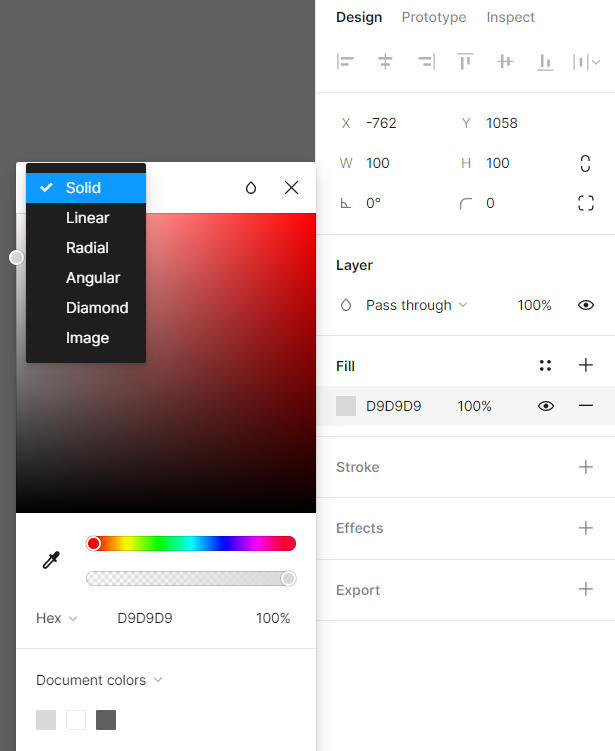 Design Prototype Inspect
X -762 Y 1058
W 100 H 100
0° 0
Layer
Pass through 100%
Fill
D9D9D9 100%
Stroke
Effects
Export
Solid
Linear
Radial
Angular
Diamond
Image
Hex D9D9D9 100%
Document colors